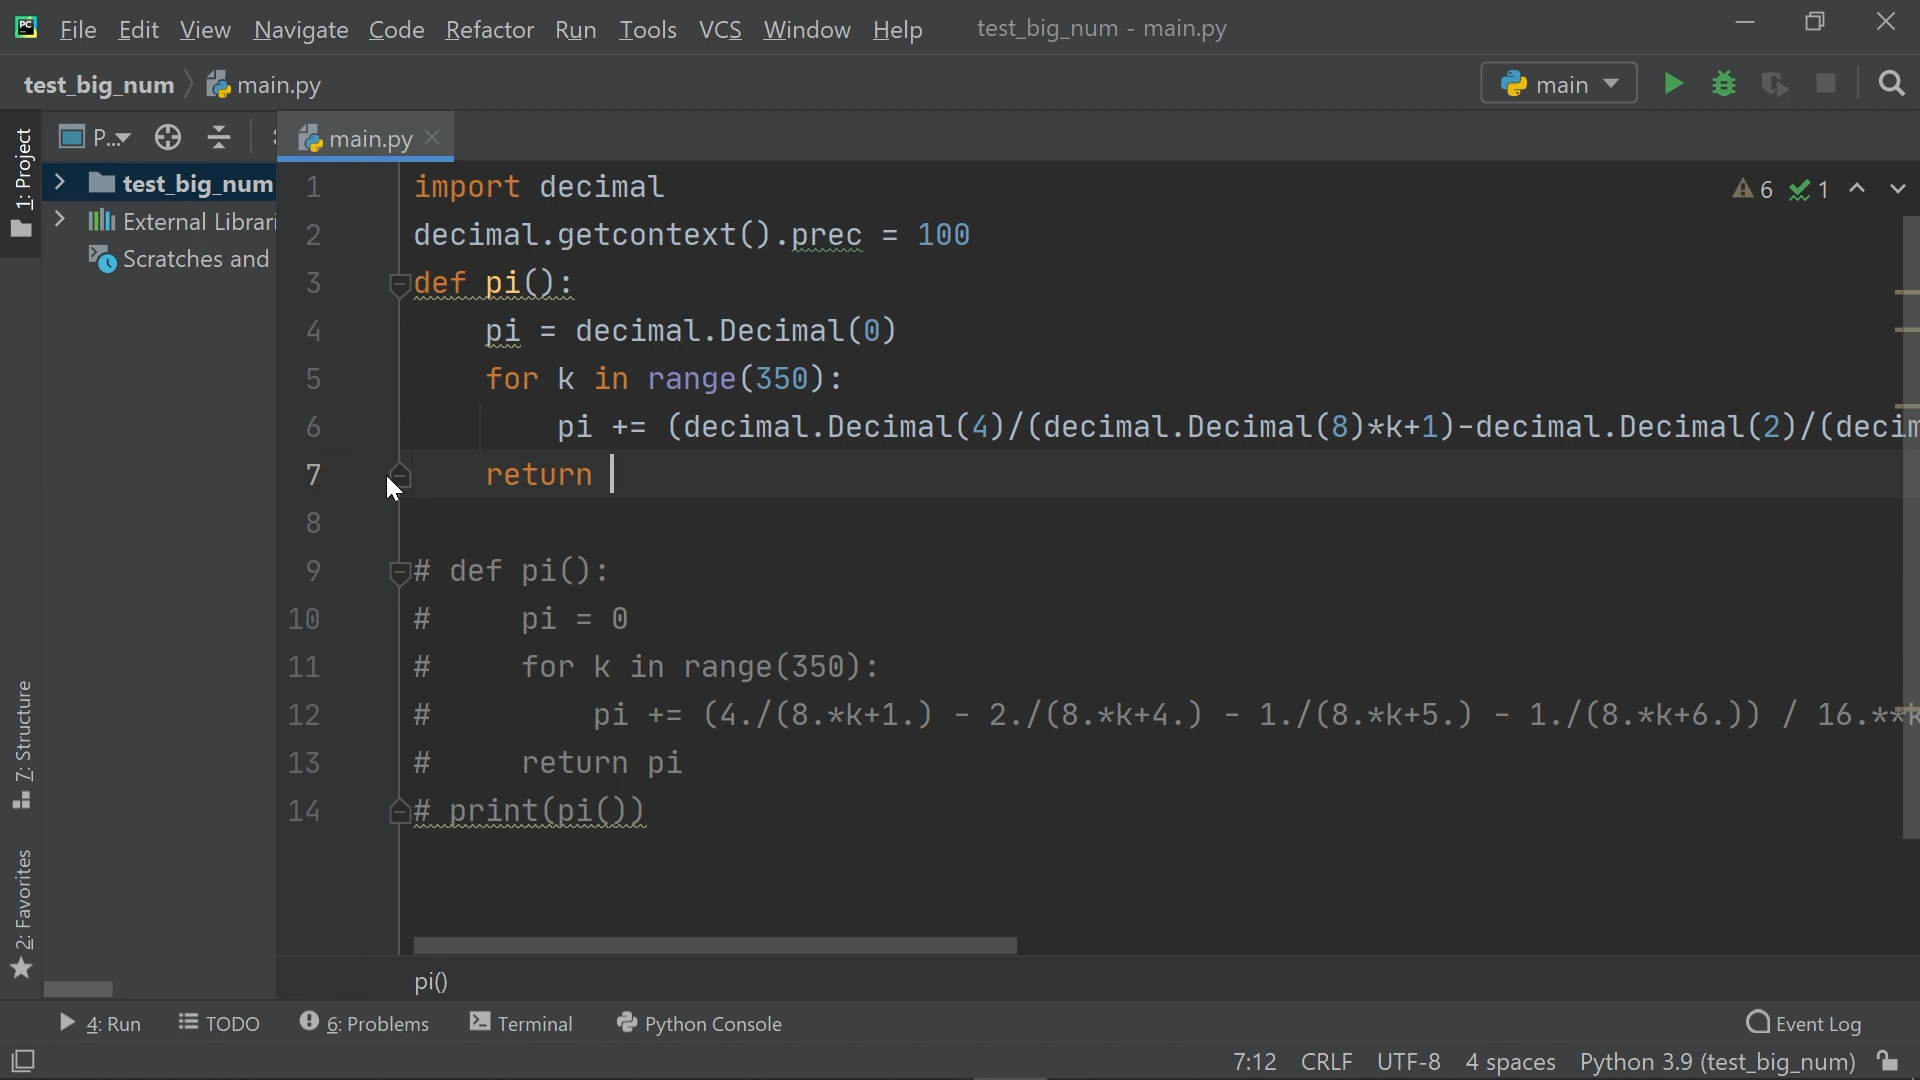 File Edit View Navigate Code Refactor Run Tools VCS Window Help test_big_num - main.py
test_big_num main.py main
1: Project
P... main.py
test_big_num
External Librari
Scratches and
6 1
1 import decimal
2 decimal.getcontext().prec = 100
3 def pi():
4 pi = decimal.Decimal(0)
5 for k in range(350):
6 pi += (decimal.Decimal(4)/(decimal.Decimal(8)*k+1)-decimal.Decimal(2)/(decim
7 return
8
9 # def pi():
10 # pi = 0
11 # for k in range(350):
12 # pi += (4./(8.*k+1.) - 2./(8.*k+4.) - 1./(8.*k+5.) - 1./(8.*k+6.)) / 16.**k
13 # return pi
14 # print(pi())
7: Structure
2: Favorites
pi()
4: Run TODO 6: Problems Terminal Python Console Event Log
7:12 CRLF UTF-8 4 spaces Python 3.9 (test_big_num)